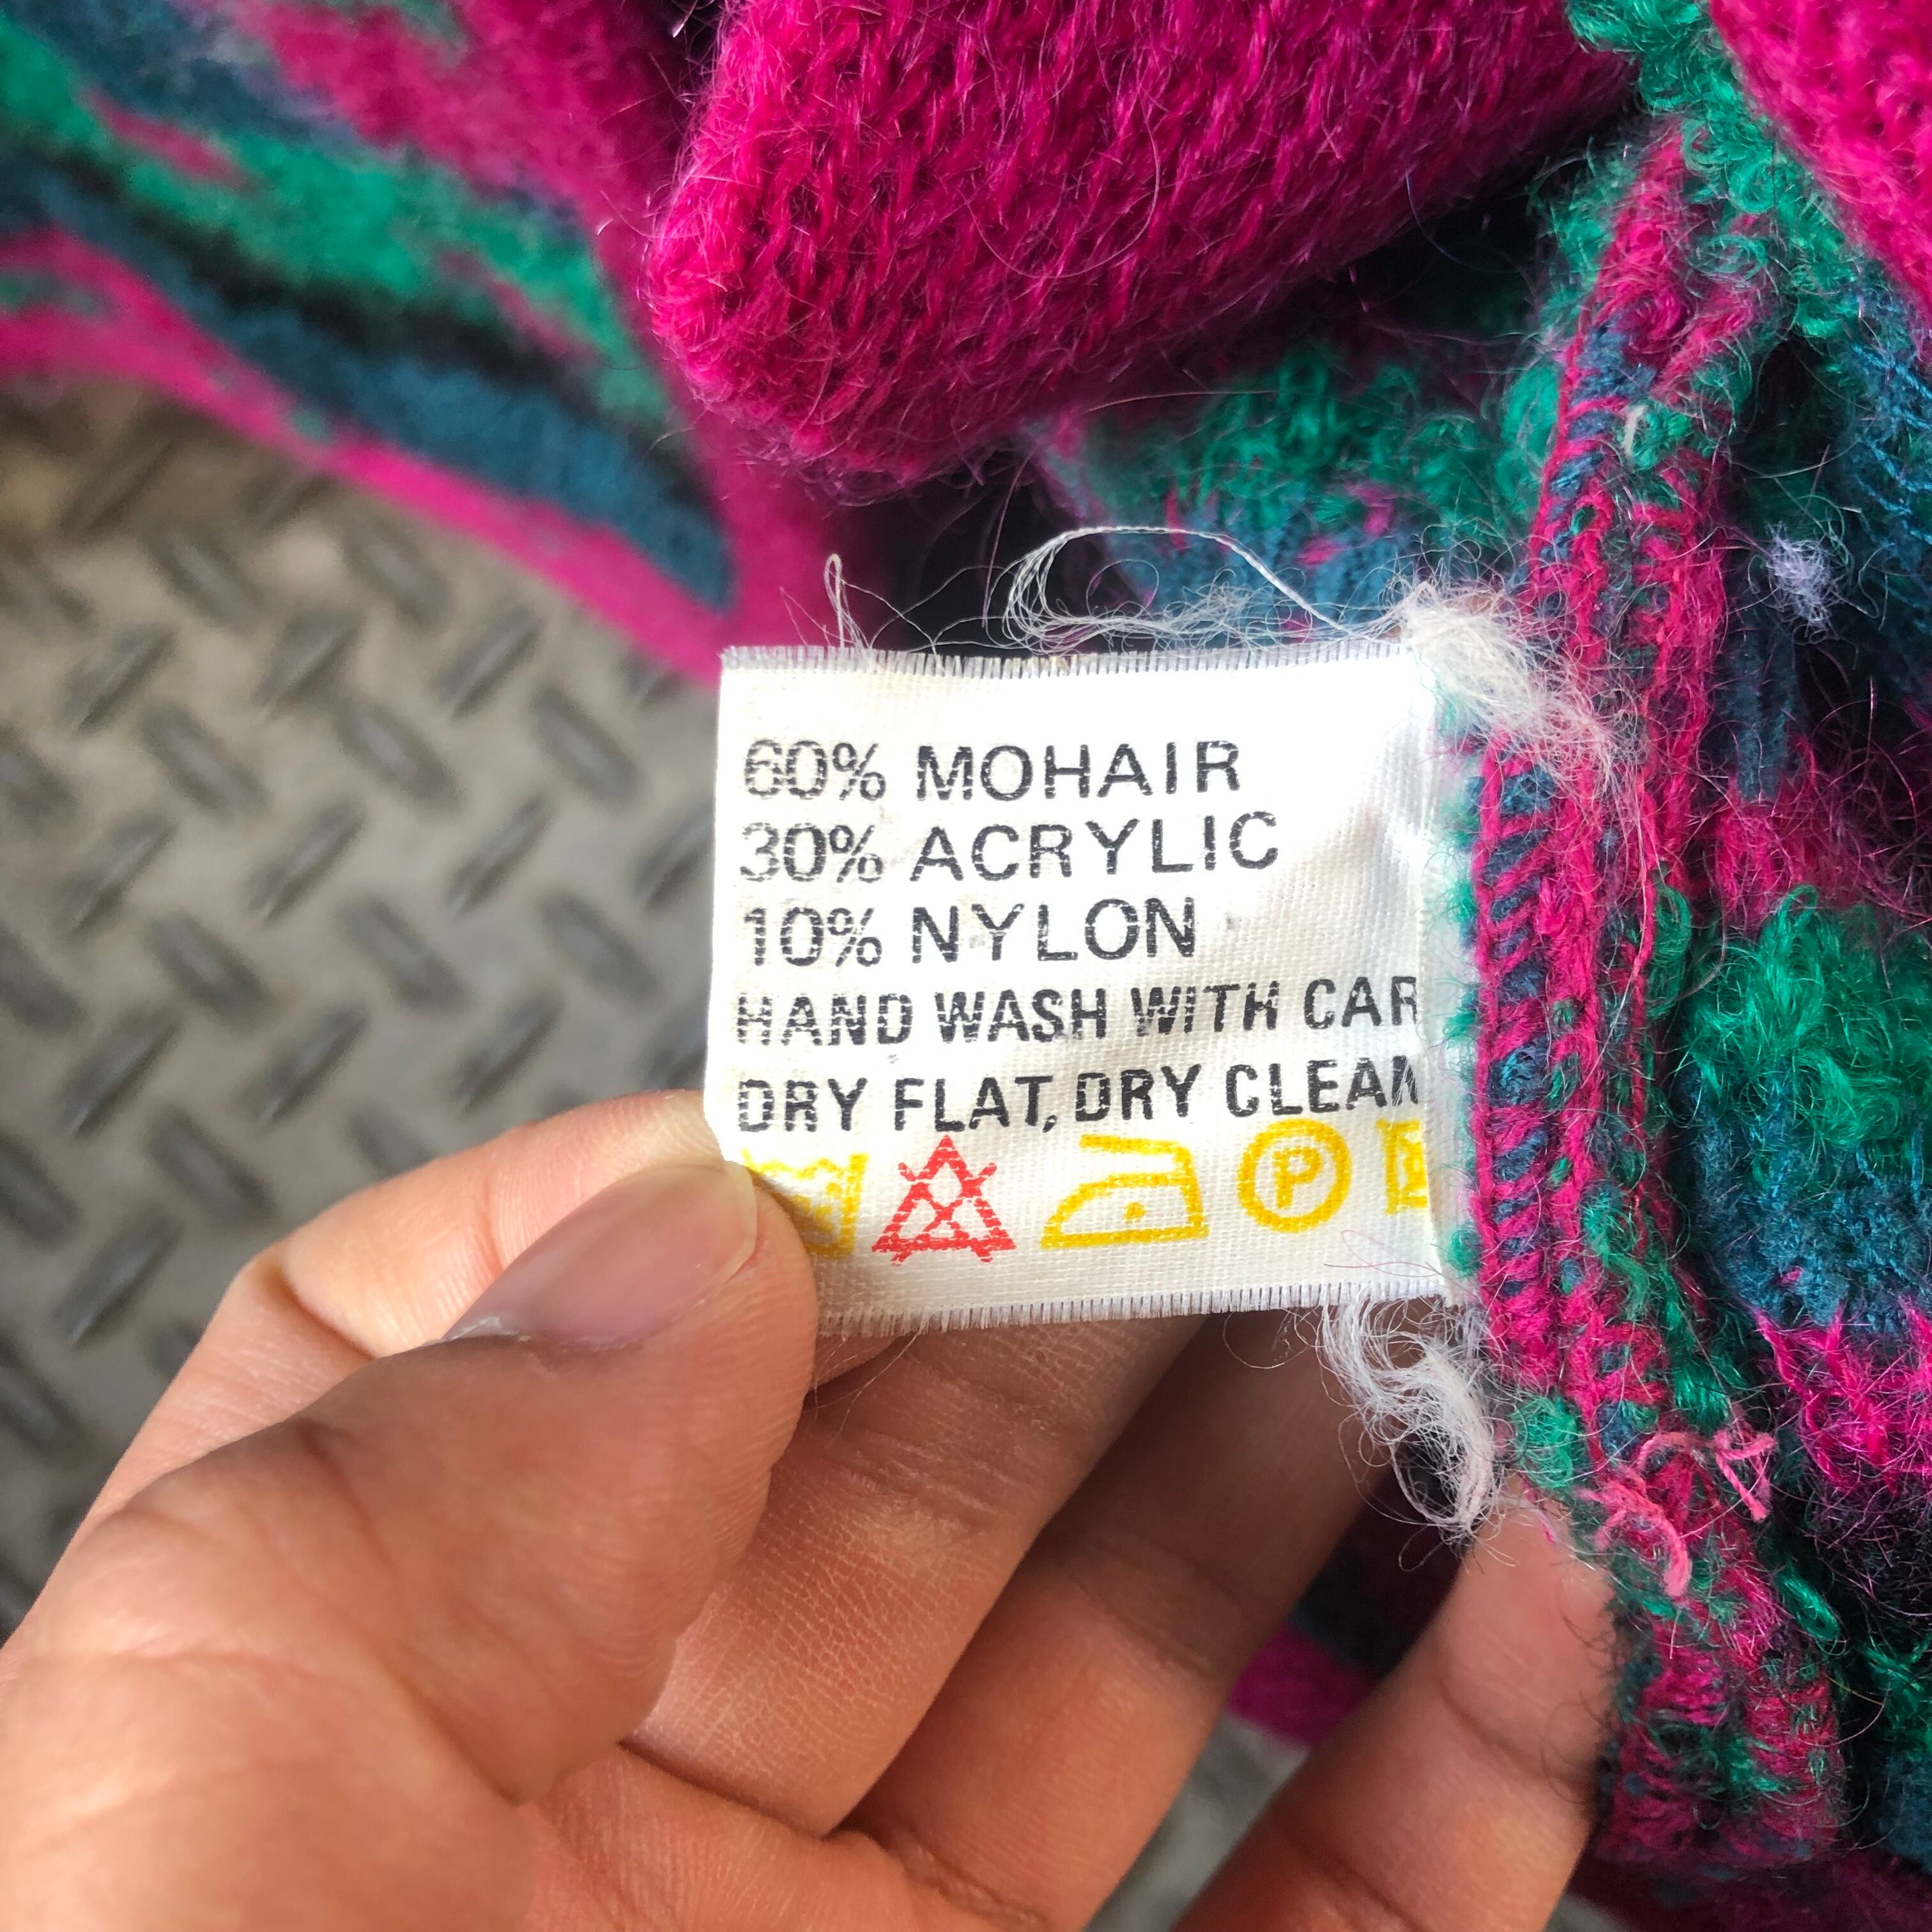 60% MOHAIR
30% ACRYLIC
10% NYLON
HAND WASH WITH CAR
DRY FLAT, DRY CLEAN
P